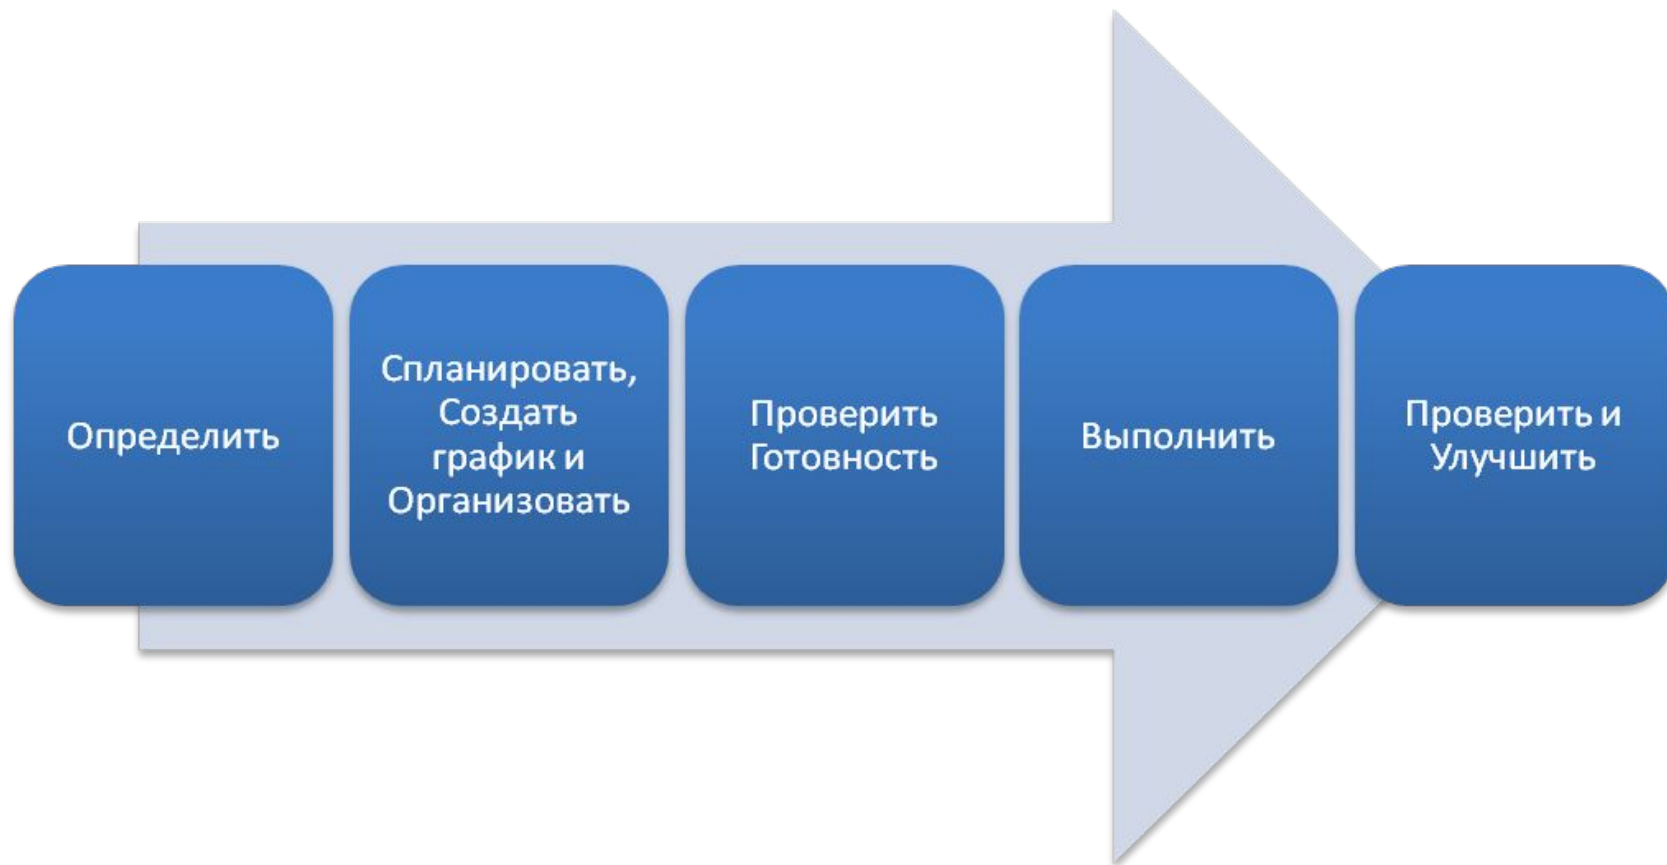 Определить
Спланировать,
Создать
график и
Организовать
Проверить
Готовность
Выполнить
Проверить и
Улучшить